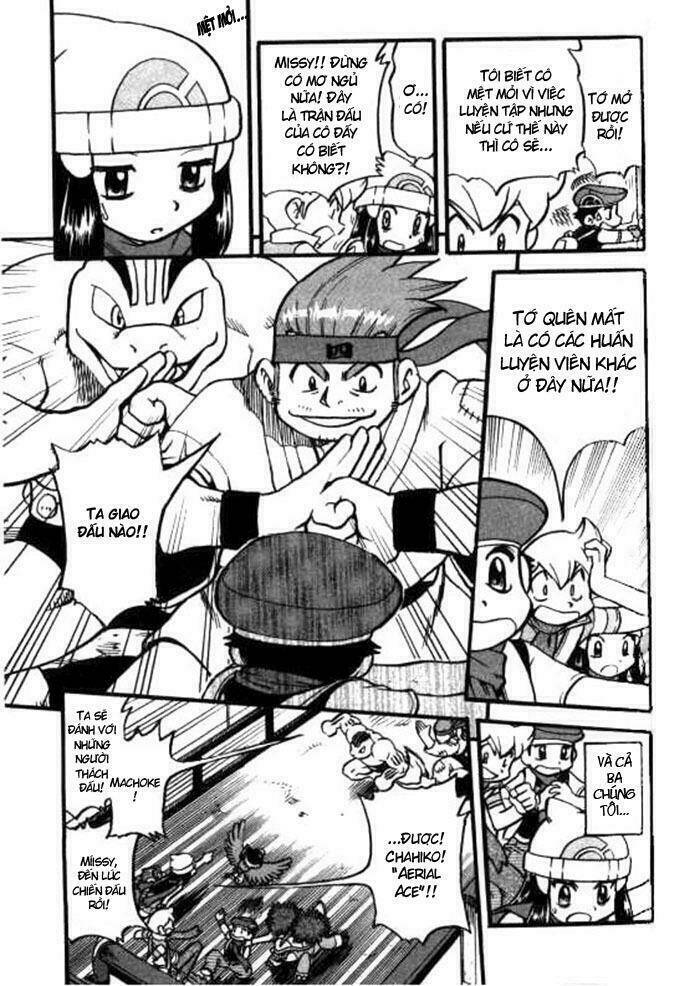 TỚ MỚ
ĐƯỢC
RỒI!
TÔI BIẾT CÔ
MỆT MỎI VÌ VIỆC
LUYỆN TẬP NHƯNG
NẾU CỨ THẾ NÀY
THÌ CÔ SẼ...
Ơ...
CÓ!
MISSY!! ĐỪNG
CÓ MƠ NGỦ
NỮA! ĐÂY
LÀ TRẬN ĐẤU
CỦA CÔ ĐẤY
CÓ BIẾT
KHÔNG?!
MỆT MỎI...
TỚ QUÊN MẤT
LÀ CÓ CÁC HUẤN
LUYỆN VIÊN KHÁC
Ở ĐÂY NỮA!!
TA GIAO
ĐẤU NÀO!!
VÀ CẢ
BA
CHÚNG
TÔI...
...ĐƯỢC!
CHAHIKO!
"AERIAL
ACE"!!
TA SẼ
ĐÁNH VỚI
NHỮNG
NGƯỜI
THÁCH
ĐẤU!
MACHOKE
!
MIISSY,
ĐẾN LÚC
CHIẾN ĐẤU
RỒI!